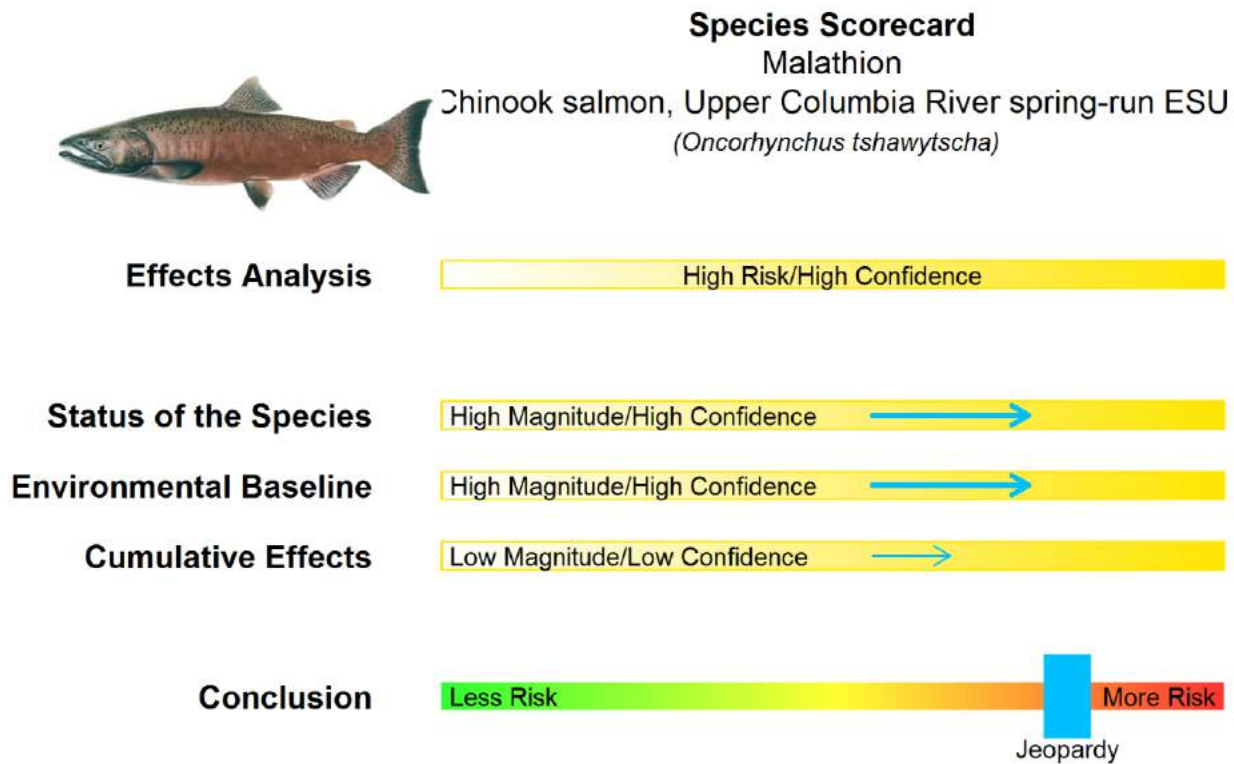 Species Scorecard
Malathion
Chinook salmon, Upper Columbia River spring-run ESU
(Oncorhynchus tshawytscha)
Effects Analysis
High Risk/High Confidence
Status of the Species
High Magnitude/High Confidence
Environmental Baseline
High Magnitude/High Confidence
Cumulative Effects
Low Magnitude/Low Confidence
Conclusion
Less Risk
More Risk
Jeopardy